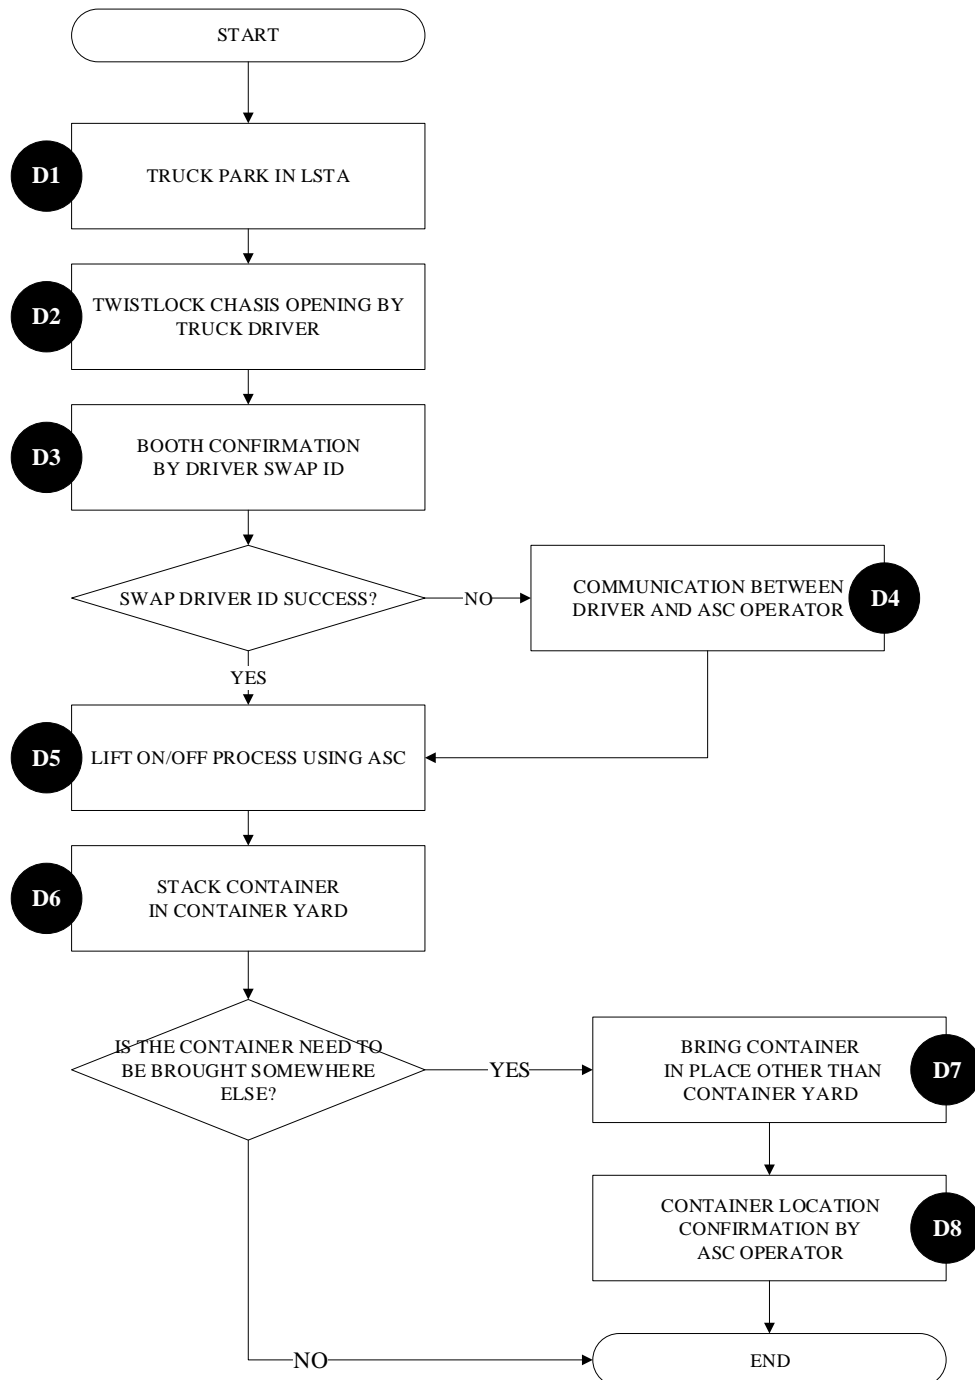 START
D1
TRUCK PARK IN LSTA
D2
TWISTLOCK CHASIS OPENING BY
TRUCK DRIVER
D3
BOOTH CONFIRMATION
BY DRIVER SWAP ID
SWAP DRIVER ID SUCCESS?
NO
COMMUNICATION BETWEEN
DRIVER AND ASC OPERATOR
D4
YES
D5
LIFT ON/OFF PROCESS USING ASC
D6
STACK CONTAINER
IN CONTAINER YARD
IS THE CONTAINER NEED TO
BE BROUGHT SOMEWHERE
ELSE?
YES
BRING CONTAINER
IN PLACE OTHER THAN
CONTAINER YARD
D7
CONTAINER LOCATION
CONFIRMATION BY
ASC OPERATOR
D8
NO
END